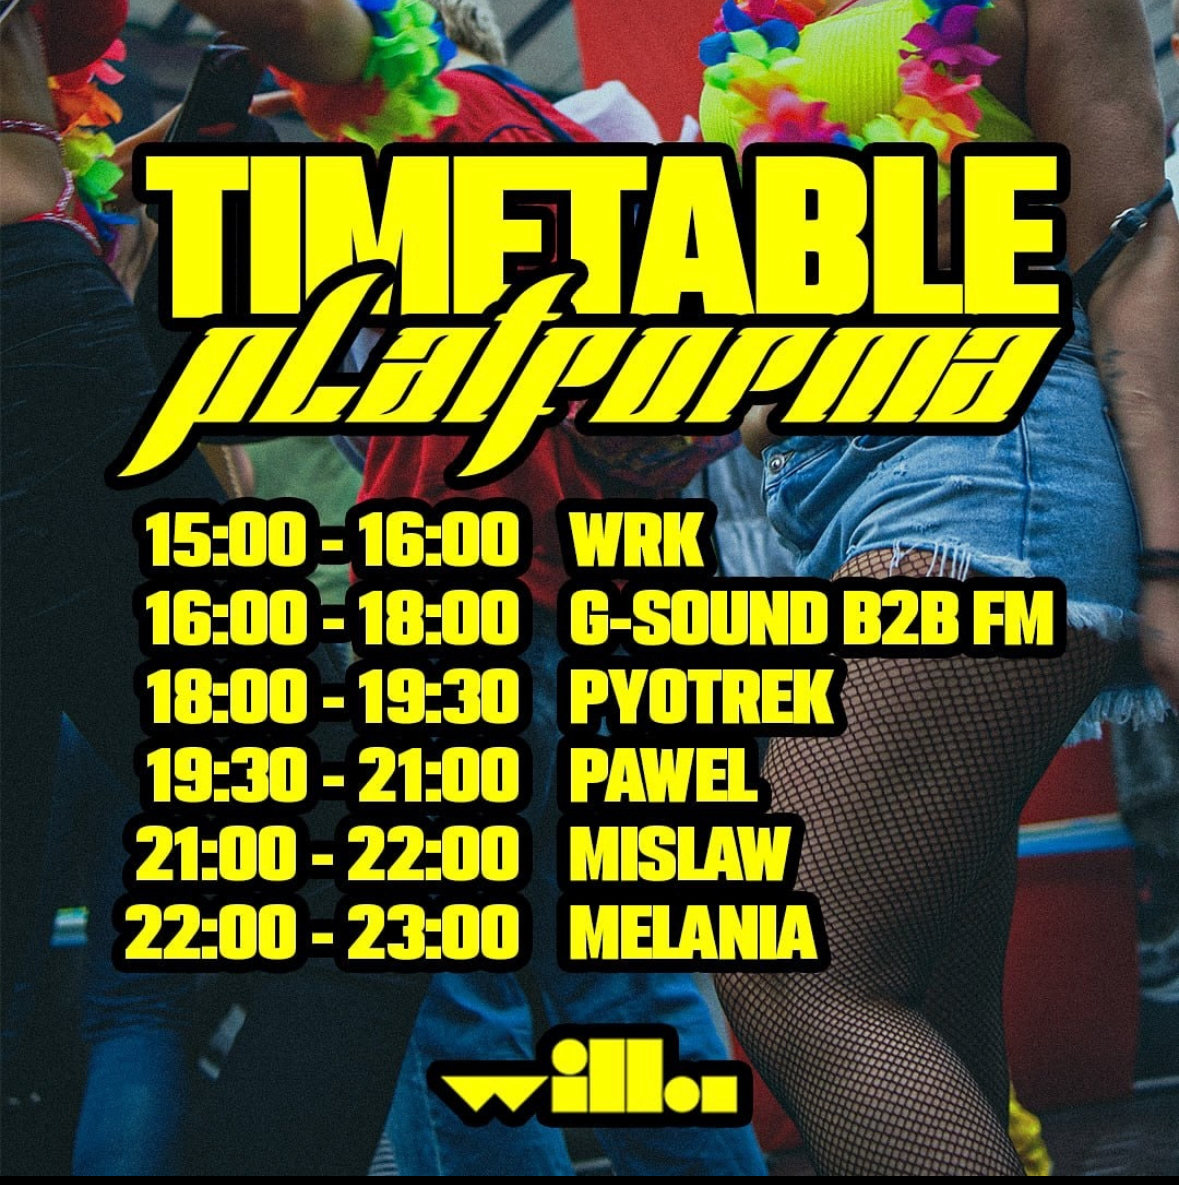 TIMETABLE
platforma
15:00 - 16:00 WRK
16:00 - 18:00 G-SOUND B2B FM
18:00 - 19:30 PYOTREK
19:30 - 21:00 PAWEL
21:00 - 22:00 MISLAW
22:00 - 23:00 MELANIA
willa